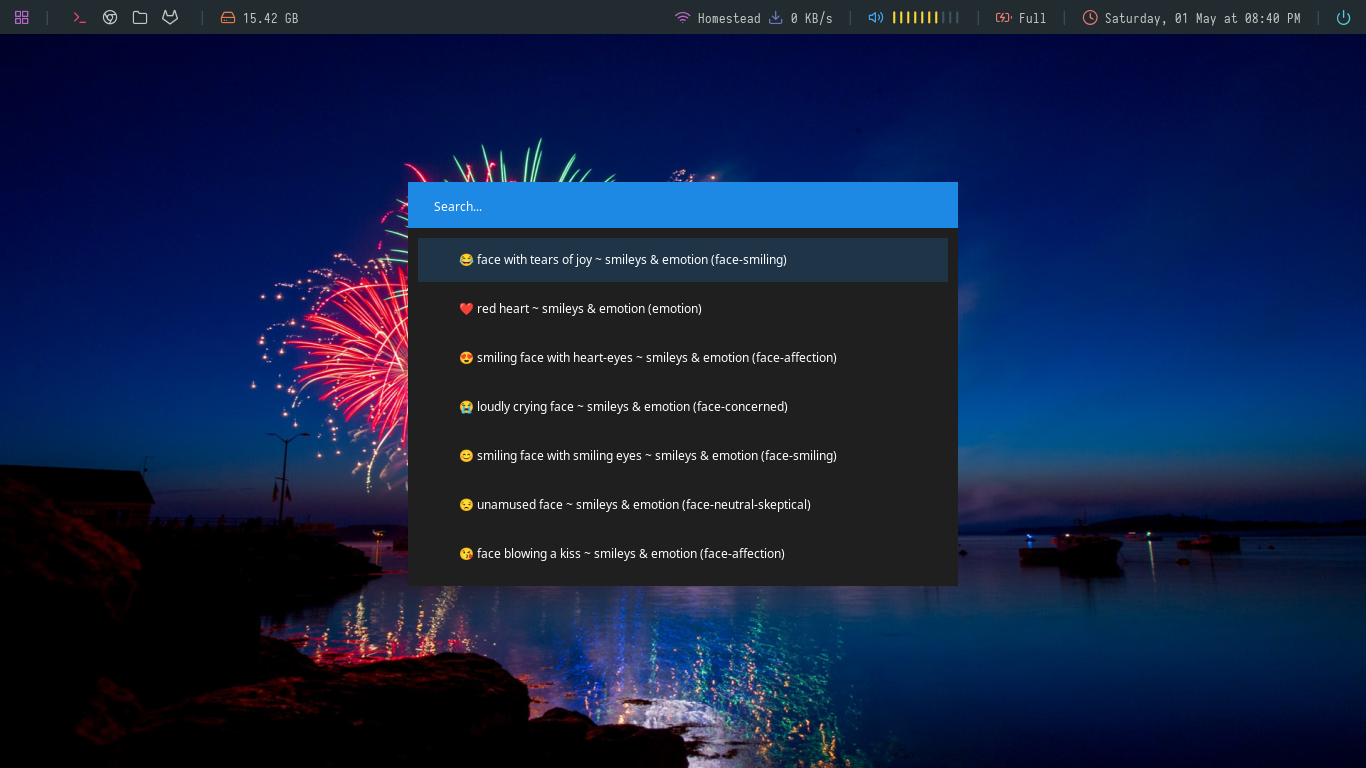 15.42 GB
Homestead 0 KB/s
Full
Saturday, 01 May at 08:40 PM
Search...
😂 face with tears of joy ~ smileys & emotion (face-smiling)
❤️ red heart ~ smileys & emotion (emotion)
😍 smiling face with heart-eyes ~ smileys & emotion (face-affection)
😭 loudly crying face ~ smileys & emotion (face-concerned)
😊 smiling face with smiling eyes ~ smileys & emotion (face-smiling)
😒 unamused face ~ smileys & emotion (face-neutral-skeptical)
😘 face blowing a kiss ~ smileys & emotion (face-affection)